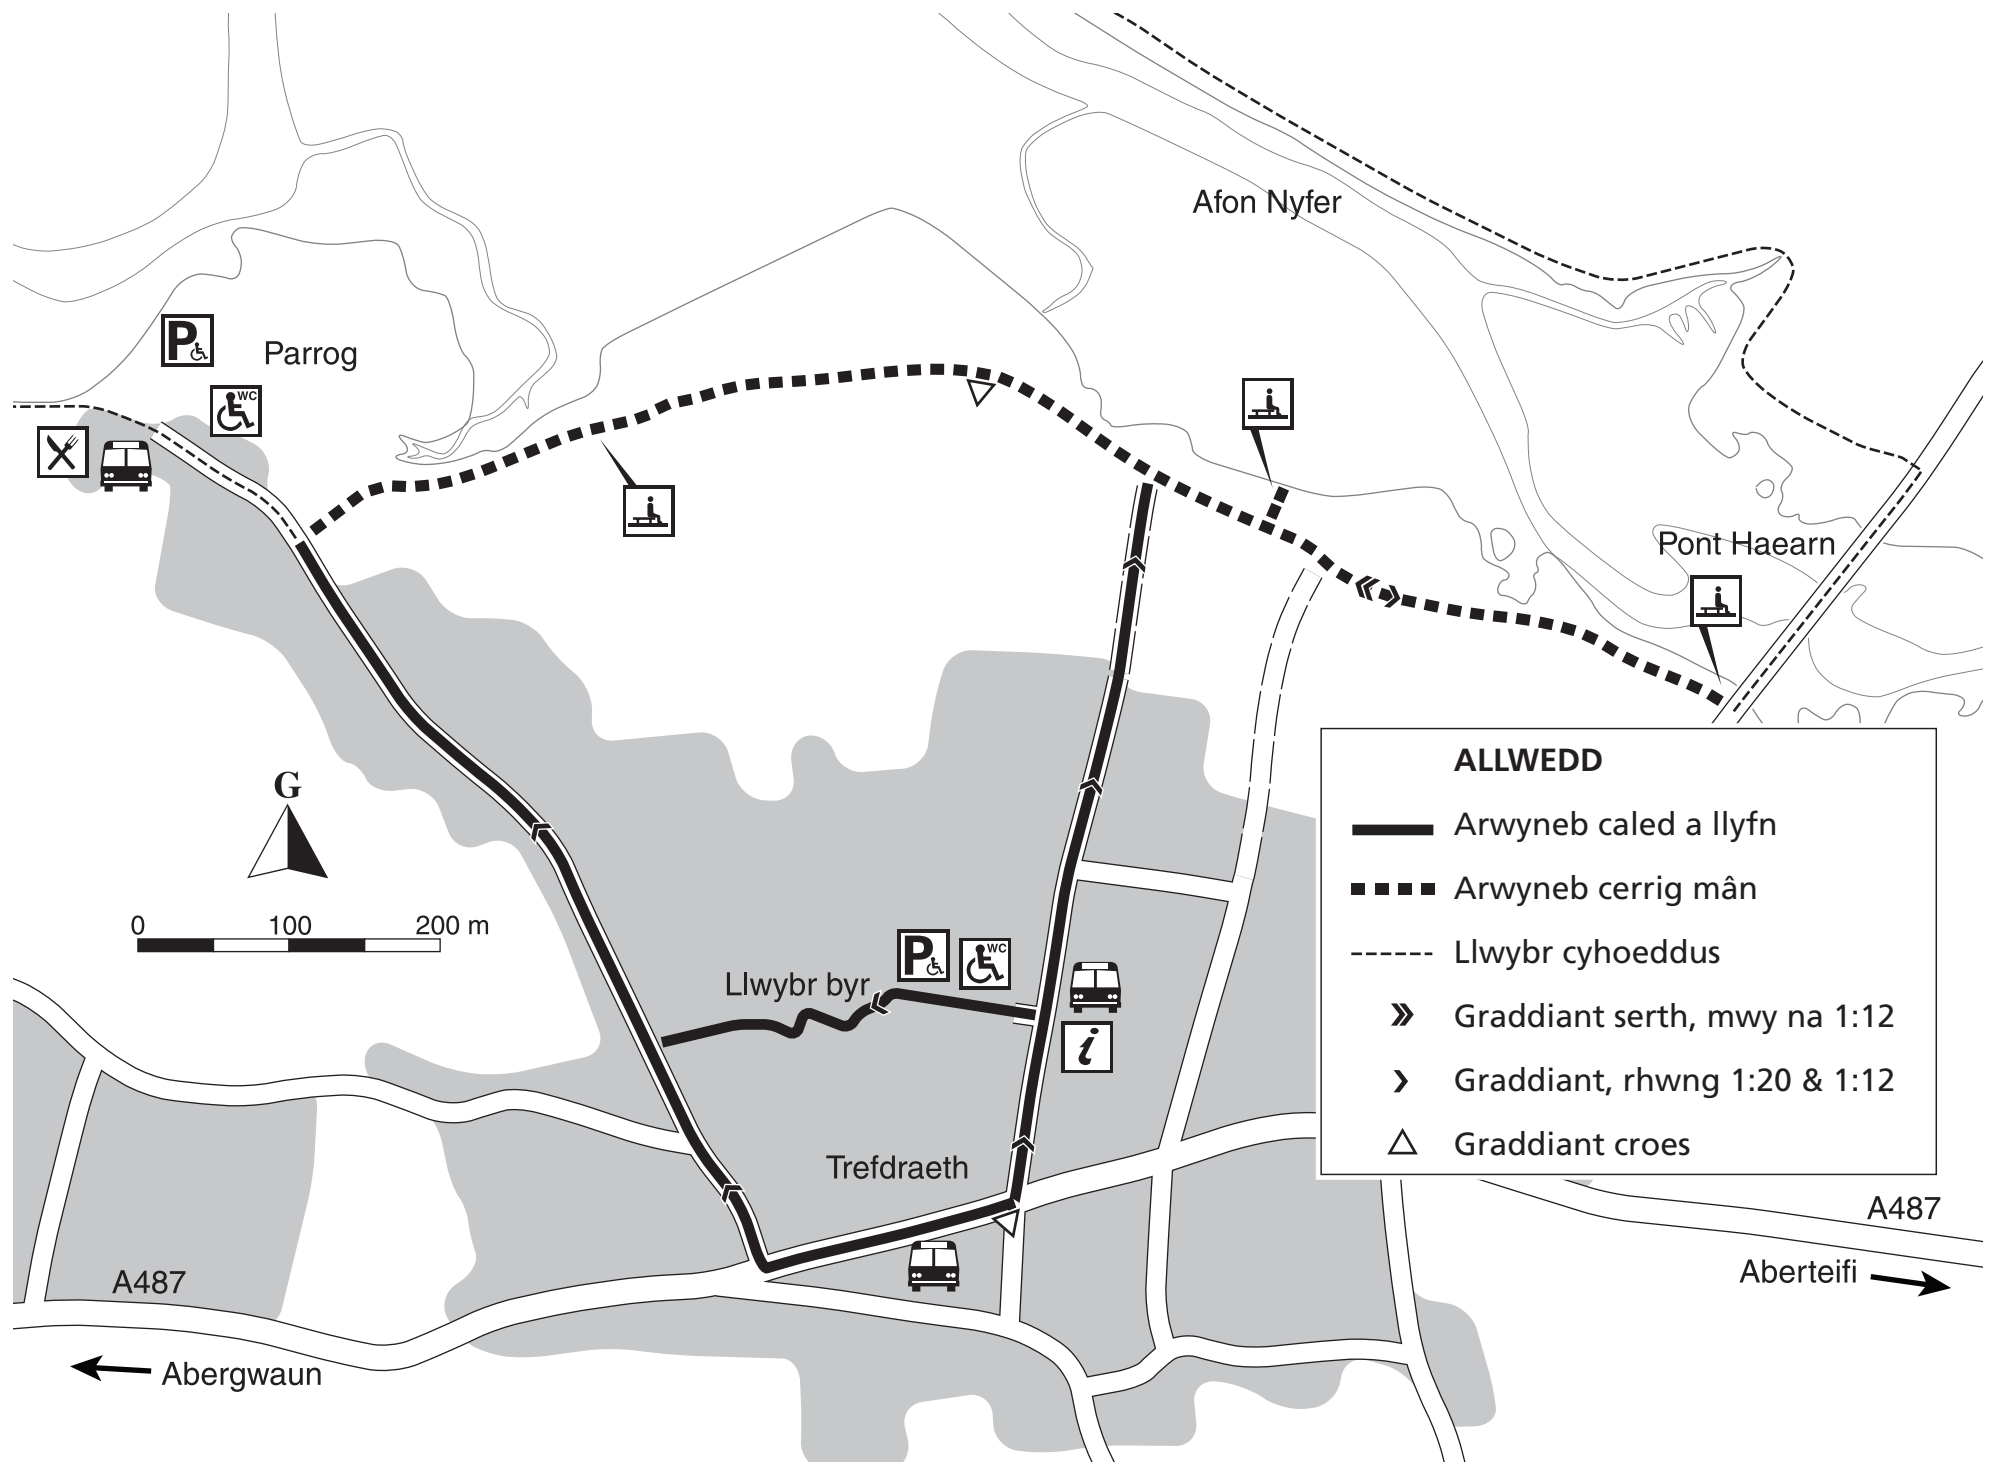 Afon Nyfer
P
Parrog
WC
Pont Haearn
G
0 100 200 m
ALLWEDD
Arwyneb caled a llyfn
Arwyneb cerrig mân
Llwybr cyhoeddus
Graddiant serth, mwy na 1:12
Graddiant, rhwng 1:20 & 1:12
Graddiant croes
P
WC
Llwybr byr
i
Trefdraeth
A487
A487
Aberteifi
Abergwaun